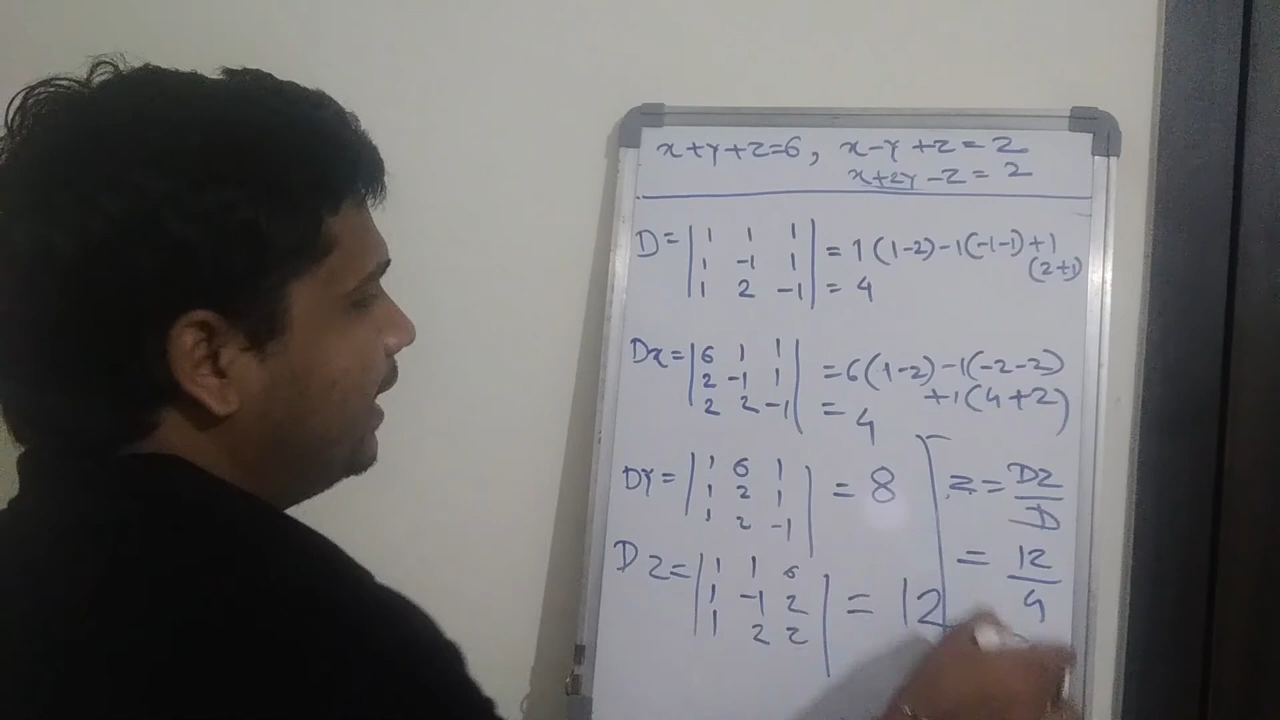 x+y+z=6, x-y+z=2
x+2y-z=2
D= | 1 1 1 | = 1(1-2)-1(-1-1)+1
| 1 -1 1 | (2+1)
| 1 2 -1 | = 4
Dx= | 6 1 1 |
| 2 -1 1 | =6(1-2)-1(-2-2)
| 2 2 -1 | +1(4+2)
= 4
Dy= | 1 6 1 | = 8
| 1 2 1 |
| 1 2 -1 |
Dz= | 1 1 6 |
| 1 -1 2 | = 12
| 1 2 2 |
z= Dz/D
= 12/4